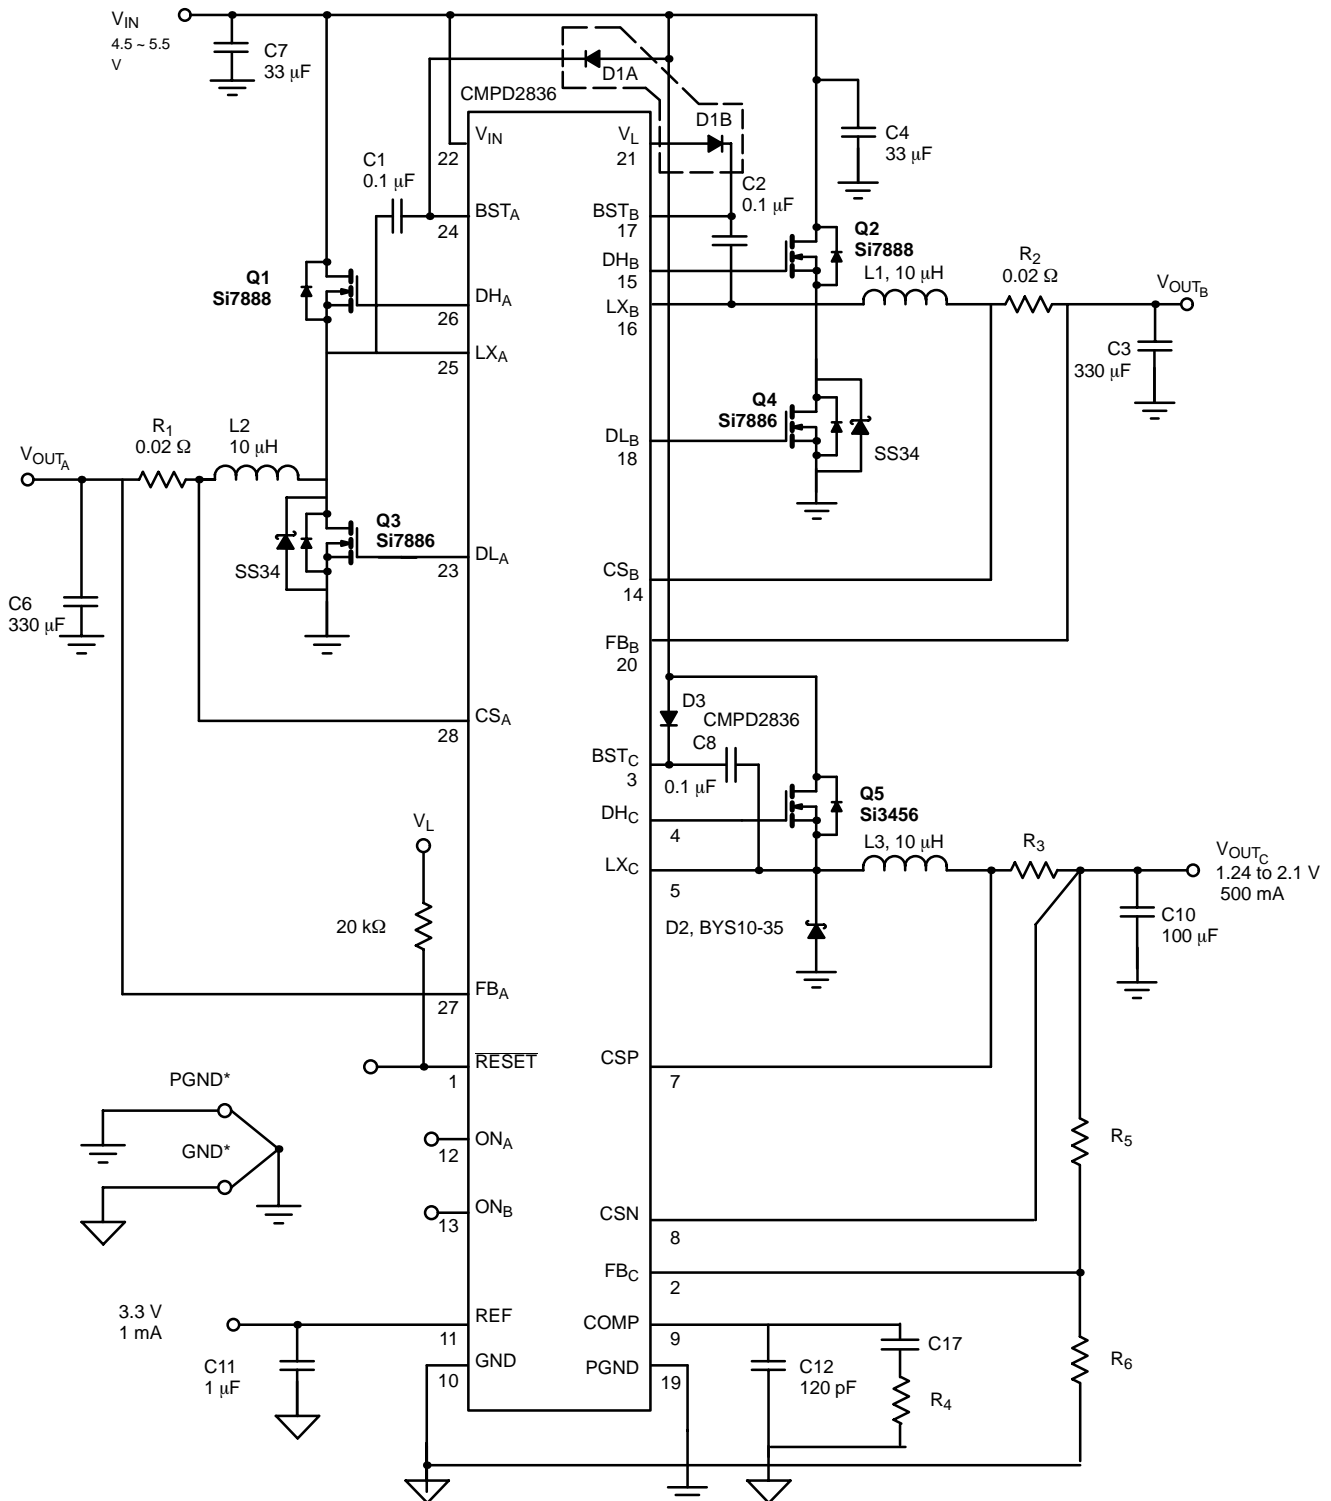 VIN
4.5 ~ 5.5
V
C7
33 µF
D1A
CMPD2836
D1B
C4
33 µF
VIN
22
VL
21
C1
0.1 µF
C2
0.1 µF
BSTA
24
BSTB
17
Q2
Si7888
DHB
15
L1, 10 µH
R2
0.02 Ω
VOUTB
Q1
Si7888
DHA
26
LXB
16
LXA
25
C3
330 µF
Q4
Si7886
DLB
18
SS34
R1
0.02 Ω
L2
10 µH
VOUTA
Q3
Si7886
DLA
23
SS34
CSB
14
C6
330 µF
FBB
20
D3
CMPD2836
CSA
28
C8
0.1 µF
BSTC
3
Q5
Si3456
DHC
4
VL
L3, 10 µH
R3
LXC
5
VOUTC
1.24 to 2.1 V
500 mA
C10
100 µF
20 kΩ
D2, BYS10-35
FBA
27
RESET
1
CSP
7
PGND*
GND*
ONA
12
R5
ONB
13
CSN
8
FBC
2
3.3 V
1 mA
REF
11
COMP
9
C17
C11
1 µF
GND
10
PGND
19
C12
120 pF
R4
R6